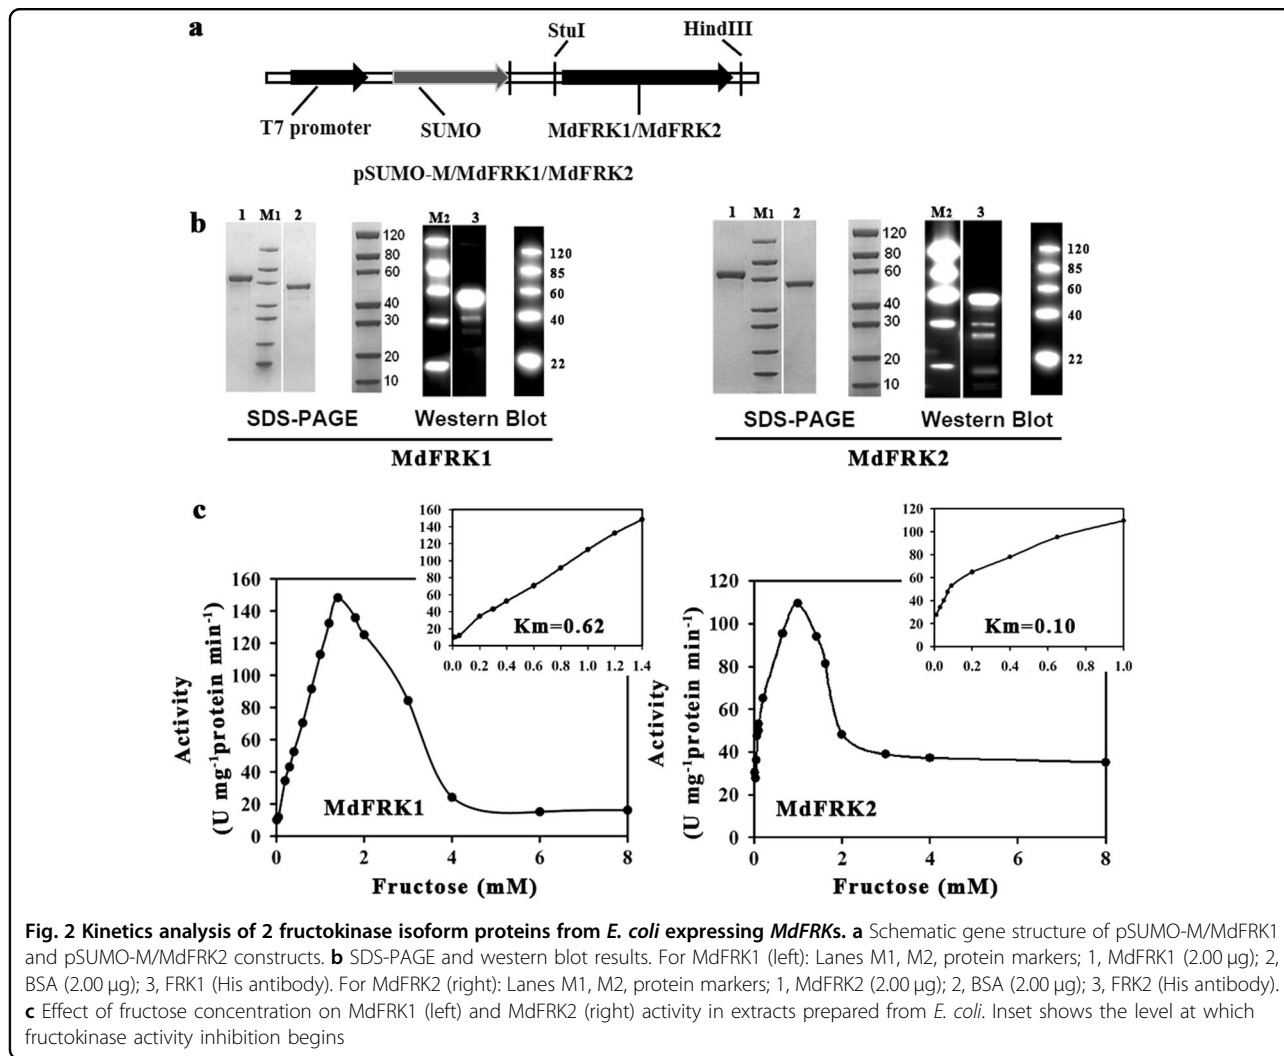 a
StuI HindIII
T7 promoter SUMO MdFRK1/MdFRK2
pSUMO-M/MdFRK1/MdFRK2
b
1 M1 2 M2 3
120
80
60
40
30
20
10
120
85
60
40
22
SDS-PAGE Western Blot
MdFRK1
1 M1 2 M2 3
120
80
60
40
30
20
10
120
85
60
40
22
SDS-PAGE Western Blot
MdFRK2
c
160
140
120
100
80
60
40
20
0
0.0 0.2 0.4 0.6 0.8 1.0 1.2 1.4
Km=0.62
Activity
(U mg-1protein min-1)
160
140
120
100
80
60
40
20
0
0 2 4 6 8
MdFRK1
Fructose (mM)
120
100
80
60
40
20
0
0.0 0.2 0.4 0.6 0.8 1.0
Km=0.10
Activity
(U mg-1protein min-1)
120
100
80
60
40
20
0
0 2 4 6 8
MdFRK2
Fructose (mM)
Fig. 2 Kinetics analysis of 2 fructokinase isoform proteins from E. coli expressing MdFRKs. a Schematic gene structure of pSUMO-M/MdFRK1
and pSUMO-M/MdFRK2 constructs. b SDS-PAGE and western blot results. For MdFRK1 (left): Lanes M1, M2, protein markers; 1, MdFRK1 (2.00 µg); 2,
BSA (2.00 µg); 3, FRK1 (His antibody). For MdFRK2 (right): Lanes M1, M2, protein markers; 1, MdFRK2 (2.00 µg); 2, BSA (2.00 µg); 3, FRK2 (His antibody).
c Effect of fructose concentration on MdFRK1 (left) and MdFRK2 (right) activity in extracts prepared from E. coli. Inset shows the level at which
fructokinase activity inhibition begins